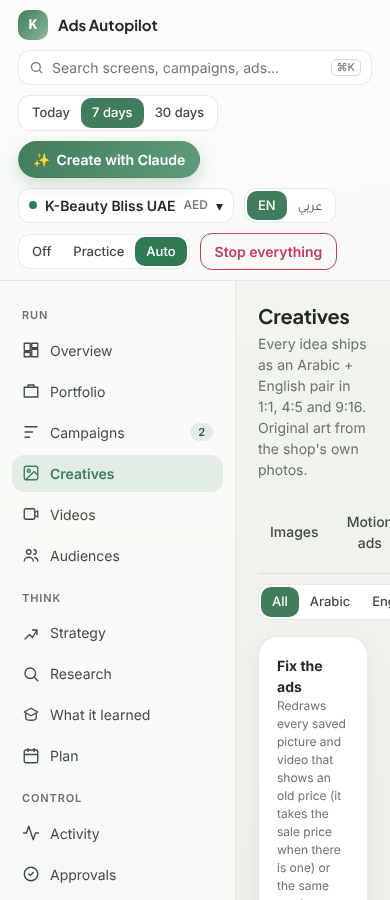 K Ads Autopilot
Search screens, campaigns, ads... ⌘K
Today 7 days 30 days
✨ Create with Claude
K-Beauty Bliss UAE AED ▾ EN عربي
Off Practice Auto Stop everything
RUN
Overview
Portfolio
Campaigns 2
Creatives
Videos
Audiences
THINK
Strategy
Research
What it learned
Plan
CONTROL
Activity
Approvals
Creatives
Every idea ships
as an Arabic +
English pair in
1:1, 4:5 and 9:16.
Original art from
the shop's own
photos.
Images Motion
ads
All Arabic
Fix the
ads
Redraws
every saved
picture and
video that
shows an
old price (it
takes the
sale price
when there
is one) or
the same